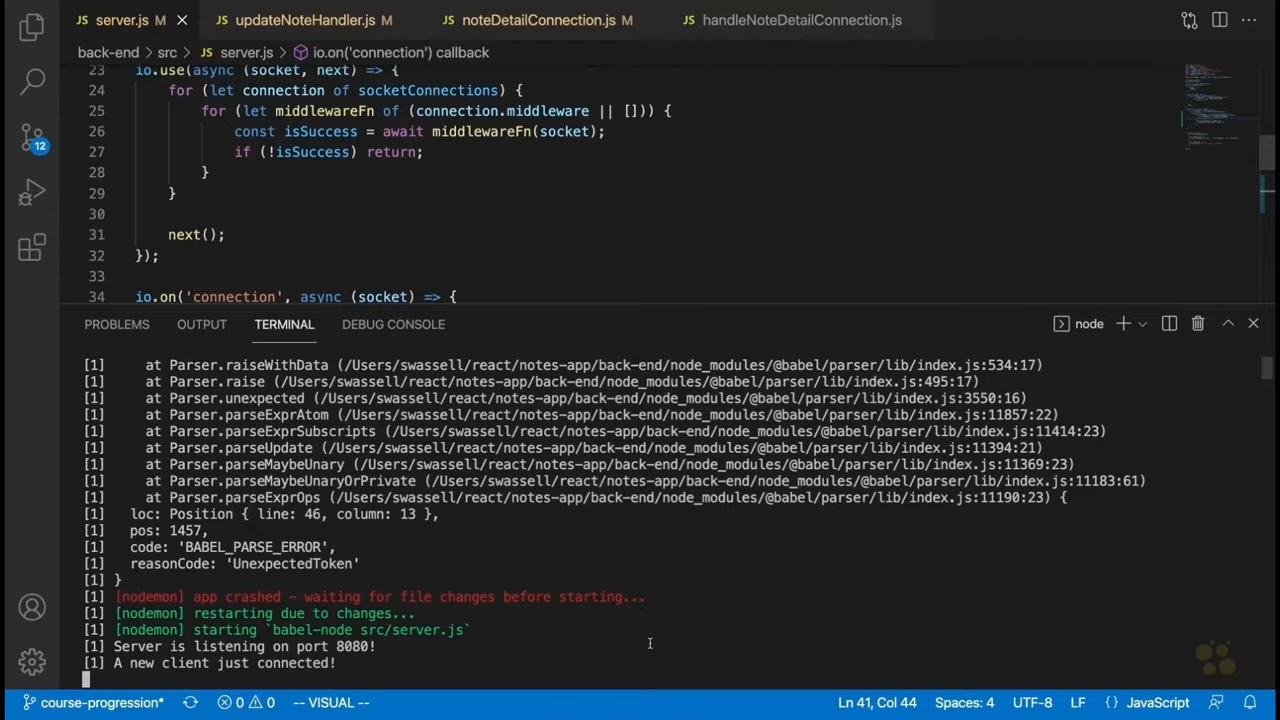 server.js M
updateNoteHandler.js M
noteDetailConnection.js M
handleNoteDetailConnection.js
back-end > src > server.js > io.on('connection') callback
23 io.use(async (socket, next) => {
24 for (let connection of socketConnections) {
25 for (let middlewareFn of (connection.middleware || [])) {
26 const isSuccess = await middlewareFn(socket);
27 if (!isSuccess) return;
28 }
29 }
30
31 next();
32 });
33
34 io.on('connection', async (socket) => {
12
PROBLEMS OUTPUT TERMINAL DEBUG CONSOLE node
[1] at Parser.raiseWithData (/Users/swassell/react/notes-app/back-end/node_modules/@babel/parser/lib/index.js:534:17)
[1] at Parser.raise (/Users/swassell/react/notes-app/back-end/node_modules/@babel/parser/lib/index.js:495:17)
[1] at Parser.unexpected (/Users/swassell/react/notes-app/back-end/node_modules/@babel/parser/lib/index.js:3550:16)
[1] at Parser.parseExprAtom (/Users/swassell/react/notes-app/back-end/node_modules/@babel/parser/lib/index.js:11857:22)
[1] at Parser.parseExprSubscripts (/Users/swassell/react/notes-app/back-end/node_modules/@babel/parser/lib/index.js:11414:23)
[1] at Parser.parseUpdate (/Users/swassell/react/notes-app/back-end/node_modules/@babel/parser/lib/index.js:11394:21)
[1] at Parser.parseMaybeUnary (/Users/swassell/react/notes-app/back-end/node_modules/@babel/parser/lib/index.js:11369:23)
[1] at Parser.parseMaybeUnaryOrPrivate (/Users/swassell/react/notes-app/back-end/node_modules/@babel/parser/lib/index.js:11183:61)
[1] at Parser.parseExprOps (/Users/swassell/react/notes-app/back-end/node_modules/@babel/parser/lib/index.js:11190:23) {
[1] loc: Position { line: 46, column: 13 },
[1] pos: 1457,
[1] code: 'BABEL_PARSE_ERROR',
[1] reasonCode: 'UnexpectedToken'
[1] }
[1] [nodemon] app crashed - waiting for file changes before starting...
[1] [nodemon] restarting due to changes...
[1] [nodemon] starting `babel-node src/server.js`
[1] Server is listening on port 8080!
[1] A new client just connected!
course-progression* 0 0 -- VISUAL -- Ln 41, Col 44 Spaces: 4 UTF-8 LF {} JavaScript